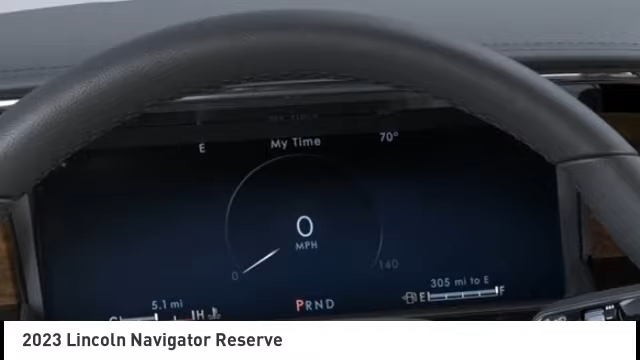 E My Time 70°
0
MPH
0 140
305 mi to E
5.1 mi
PRND
E F
H
2023 Lincoln Navigator Reserve